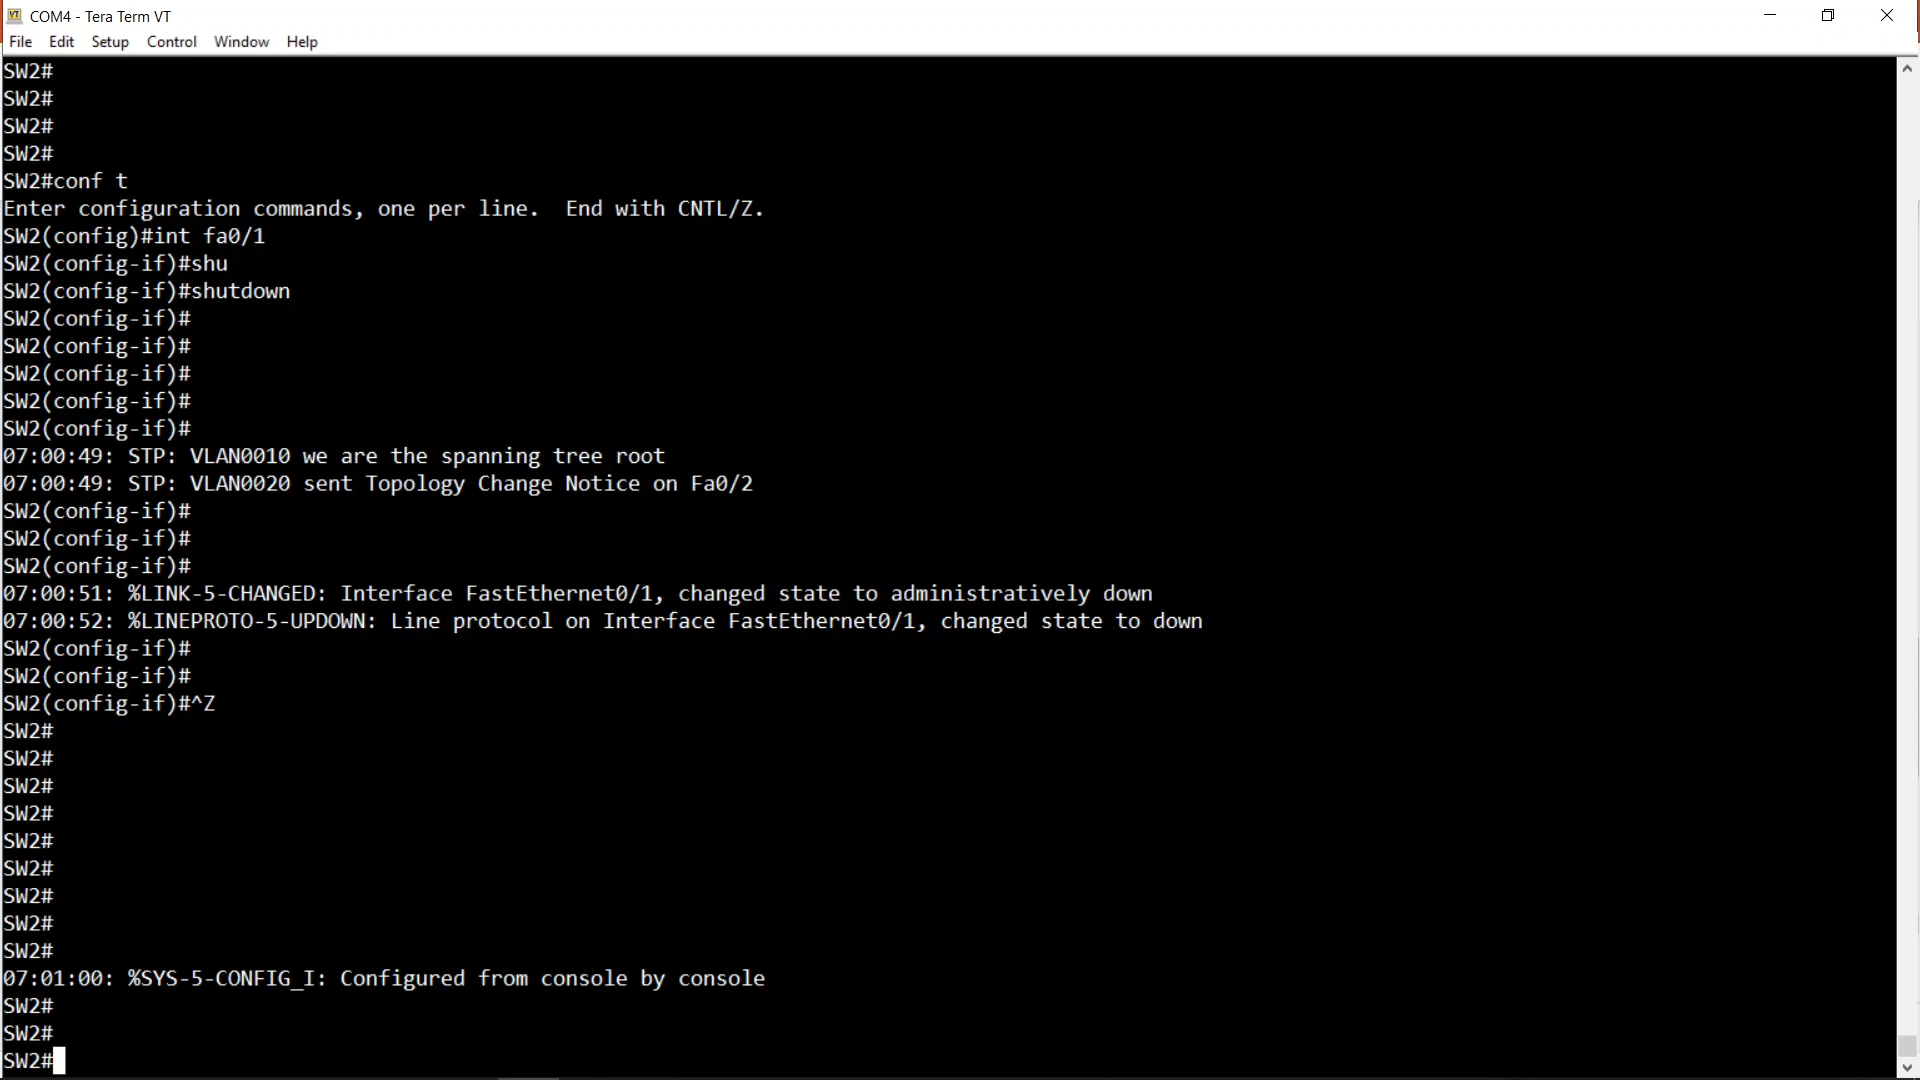 COM4 - Tera Term VT
File Edit Setup Control Window Help
SW2#
SW2#
SW2#
SW2#
SW2#conf t
Enter configuration commands, one per line.  End with CNTL/Z.
SW2(config)#int fa0/1
SW2(config-if)#shu
SW2(config-if)#shutdown
SW2(config-if)#
SW2(config-if)#
SW2(config-if)#
SW2(config-if)#
SW2(config-if)#
07:00:49: STP: VLAN0010 we are the spanning tree root
07:00:49: STP: VLAN0020 sent Topology Change Notice on Fa0/2
SW2(config-if)#
SW2(config-if)#
SW2(config-if)#
07:00:51: %LINK-5-CHANGED: Interface FastEthernet0/1, changed state to administratively down
07:00:52: %LINEPROTO-5-UPDOWN: Line protocol on Interface FastEthernet0/1, changed state to down
SW2(config-if)#
SW2(config-if)#
SW2(config-if)#^Z
SW2#
SW2#
SW2#
SW2#
SW2#
SW2#
SW2#
SW2#
SW2#
07:01:00: %SYS-5-CONFIG_I: Configured from console by console
SW2#
SW2#
SW2#